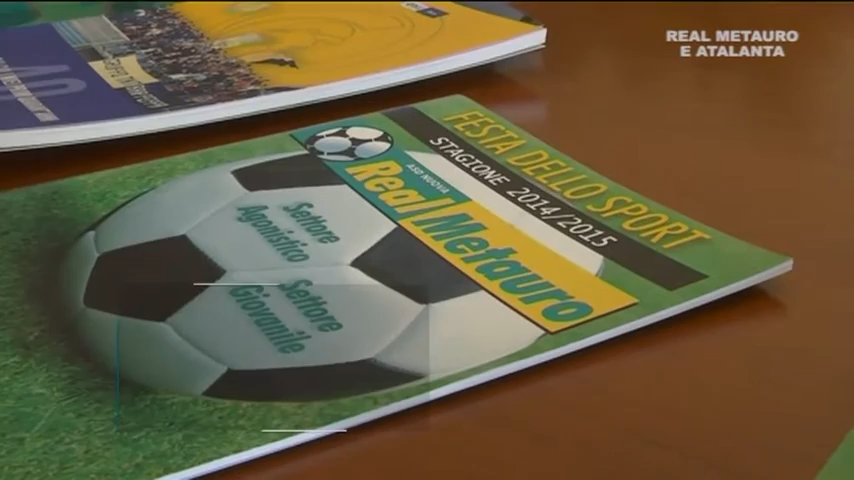 REAL METAURO
E ATALANTA
FESTA DELLO SPORT
STAGIONE 2014/2015
ASD NUOVA
Real Metauro
Settore
Agonistico
Settore
Giovanile